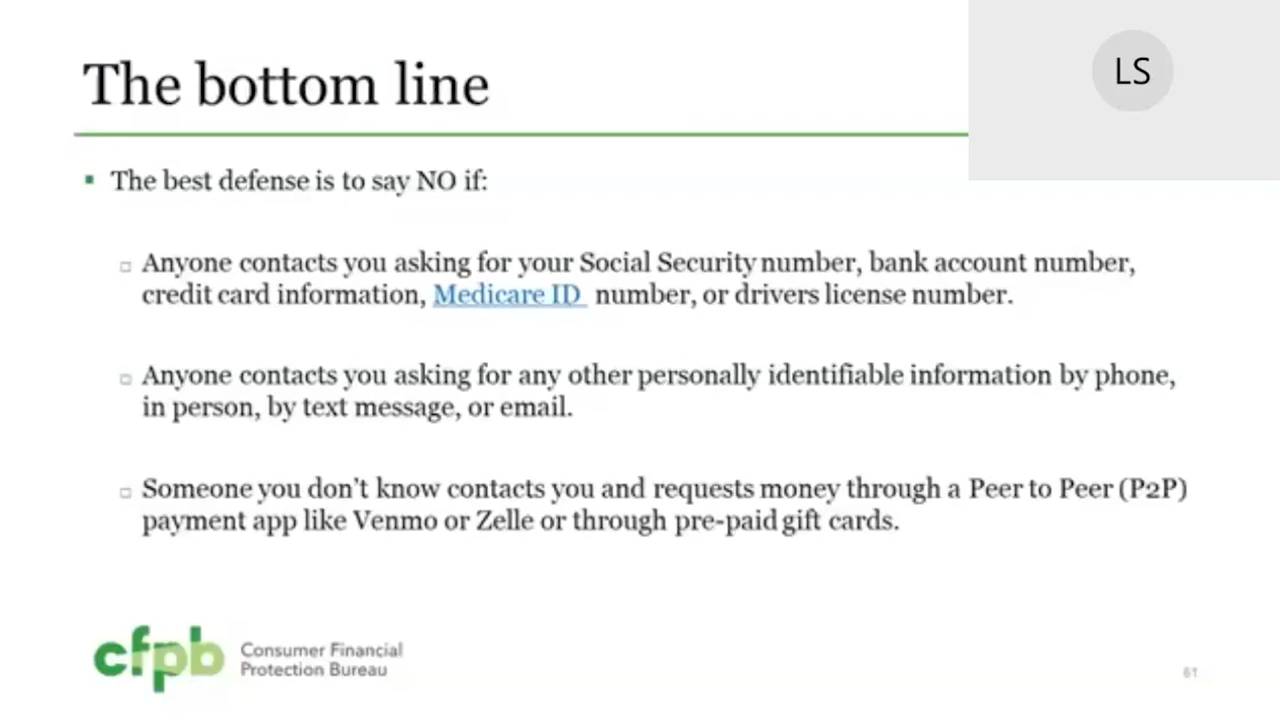 The bottom line
LS
The best defense is to say NO if:
Anyone contacts you asking for your Social Security number, bank account number,
credit card information, Medicare ID number, or drivers license number.
Anyone contacts you asking for any other personally identifiable information by phone,
in person, by text message, or email.
Someone you don't know contacts you and requests money through a Peer to Peer (P2P)
payment app like Venmo or Zelle or through pre-paid gift cards.
cfpb
Consumer Financial
Protection Bureau
61